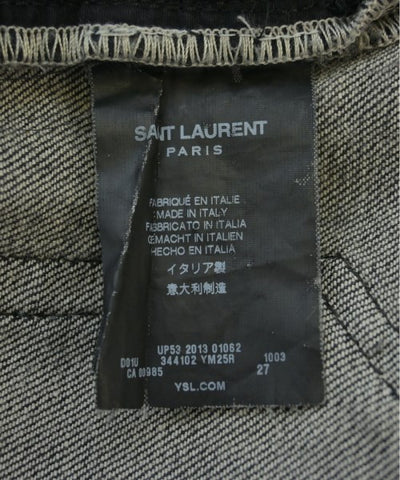 SAINT LAURENT
PARIS
FABRIQUÉ EN ITALIE
MADE IN ITALY
FABBRICATO IN ITALIA
GEMACHT IN ITALIEN
HECHO EN ITALIA
イタリア製
意大利制造
UP53 2013 01062
D01U 344102 YM25R 1003
CA 00985 27
YSL.COM